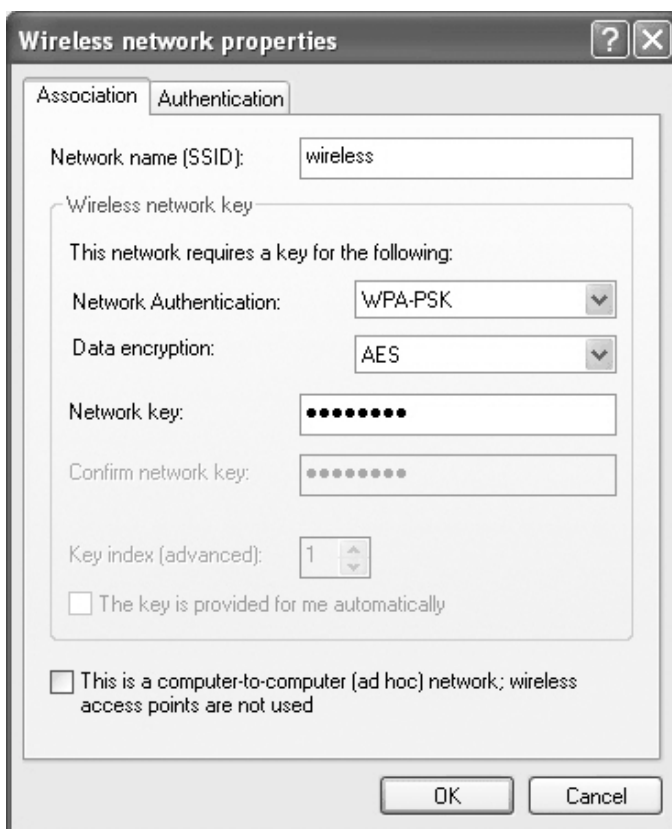 Wireless network properties
Association Authentication
Network name (SSID): wireless
Wireless network key
This network requires a key for the following:
Network Authentication: WPA-PSK
Data encryption: AES
Network key: ••••••••
Confirm network key: ••••••••
Key index (advanced): 1
The key is provided for me automatically
This is a computer-to-computer (ad hoc) network; wireless
access points are not used
OK Cancel